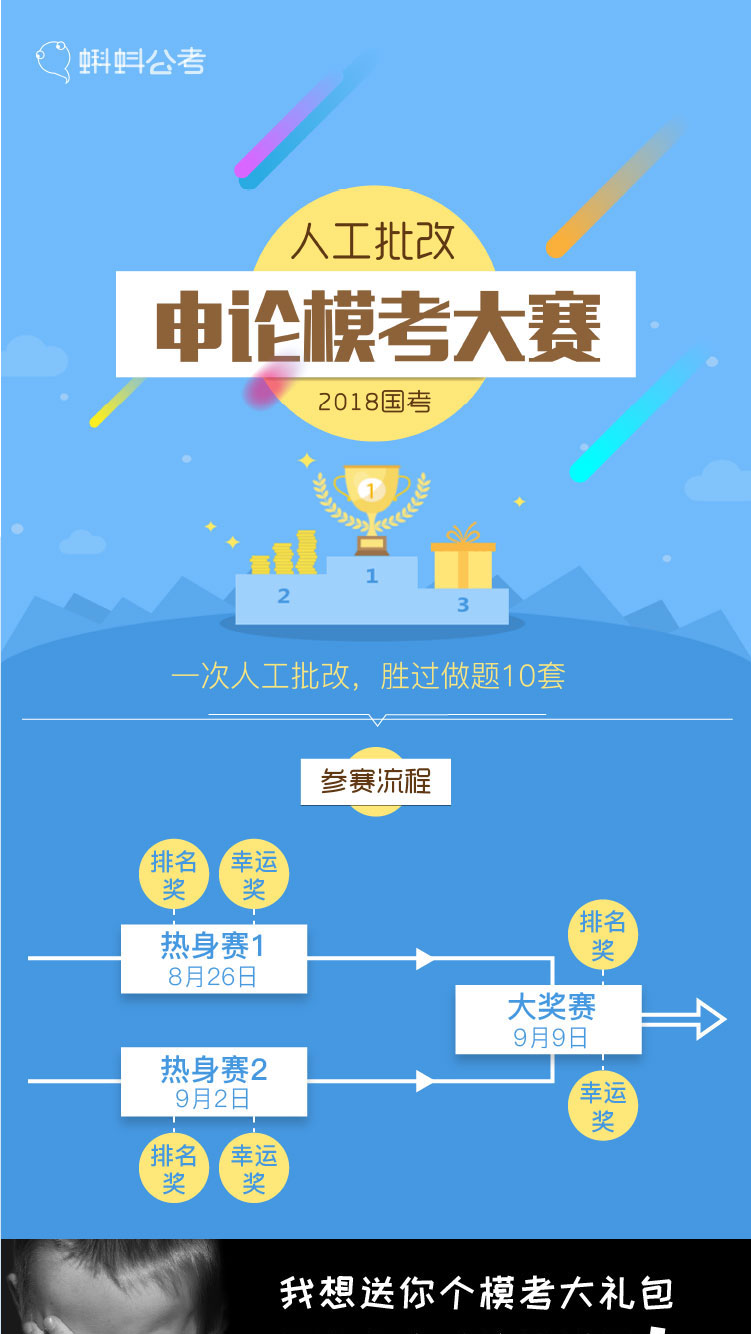 蝌蚪公考
人工批改
申论模考大赛
2018国考
1
2
1
3
一次人工批改，胜过做题10套
参赛流程
排名
奖
幸运
奖
热身赛1
8月26日
排名
奖
大奖赛
9月9日
热身赛2
9月2日
幸运
奖
排名
奖
幸运
奖
我想送你个模考大礼包